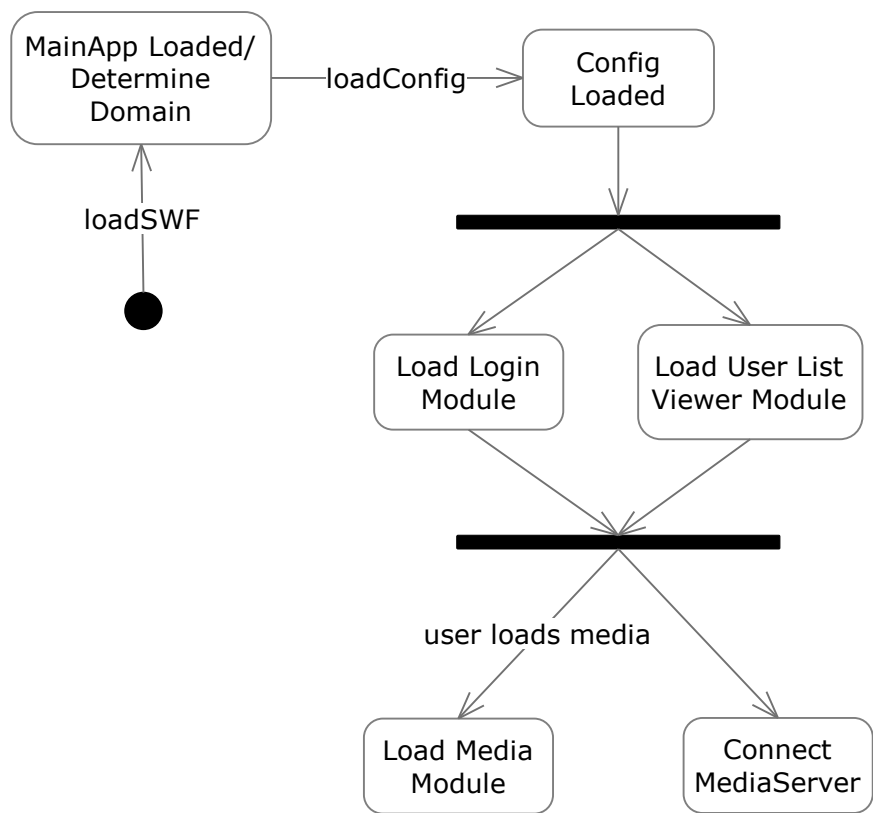 MainApp Loaded/
Determine
Domain
loadConfig
Config
Loaded
loadSWF
Load Login
Module
Load User List
Viewer Module
user loads media
Load Media
Module
Connect
MediaServer